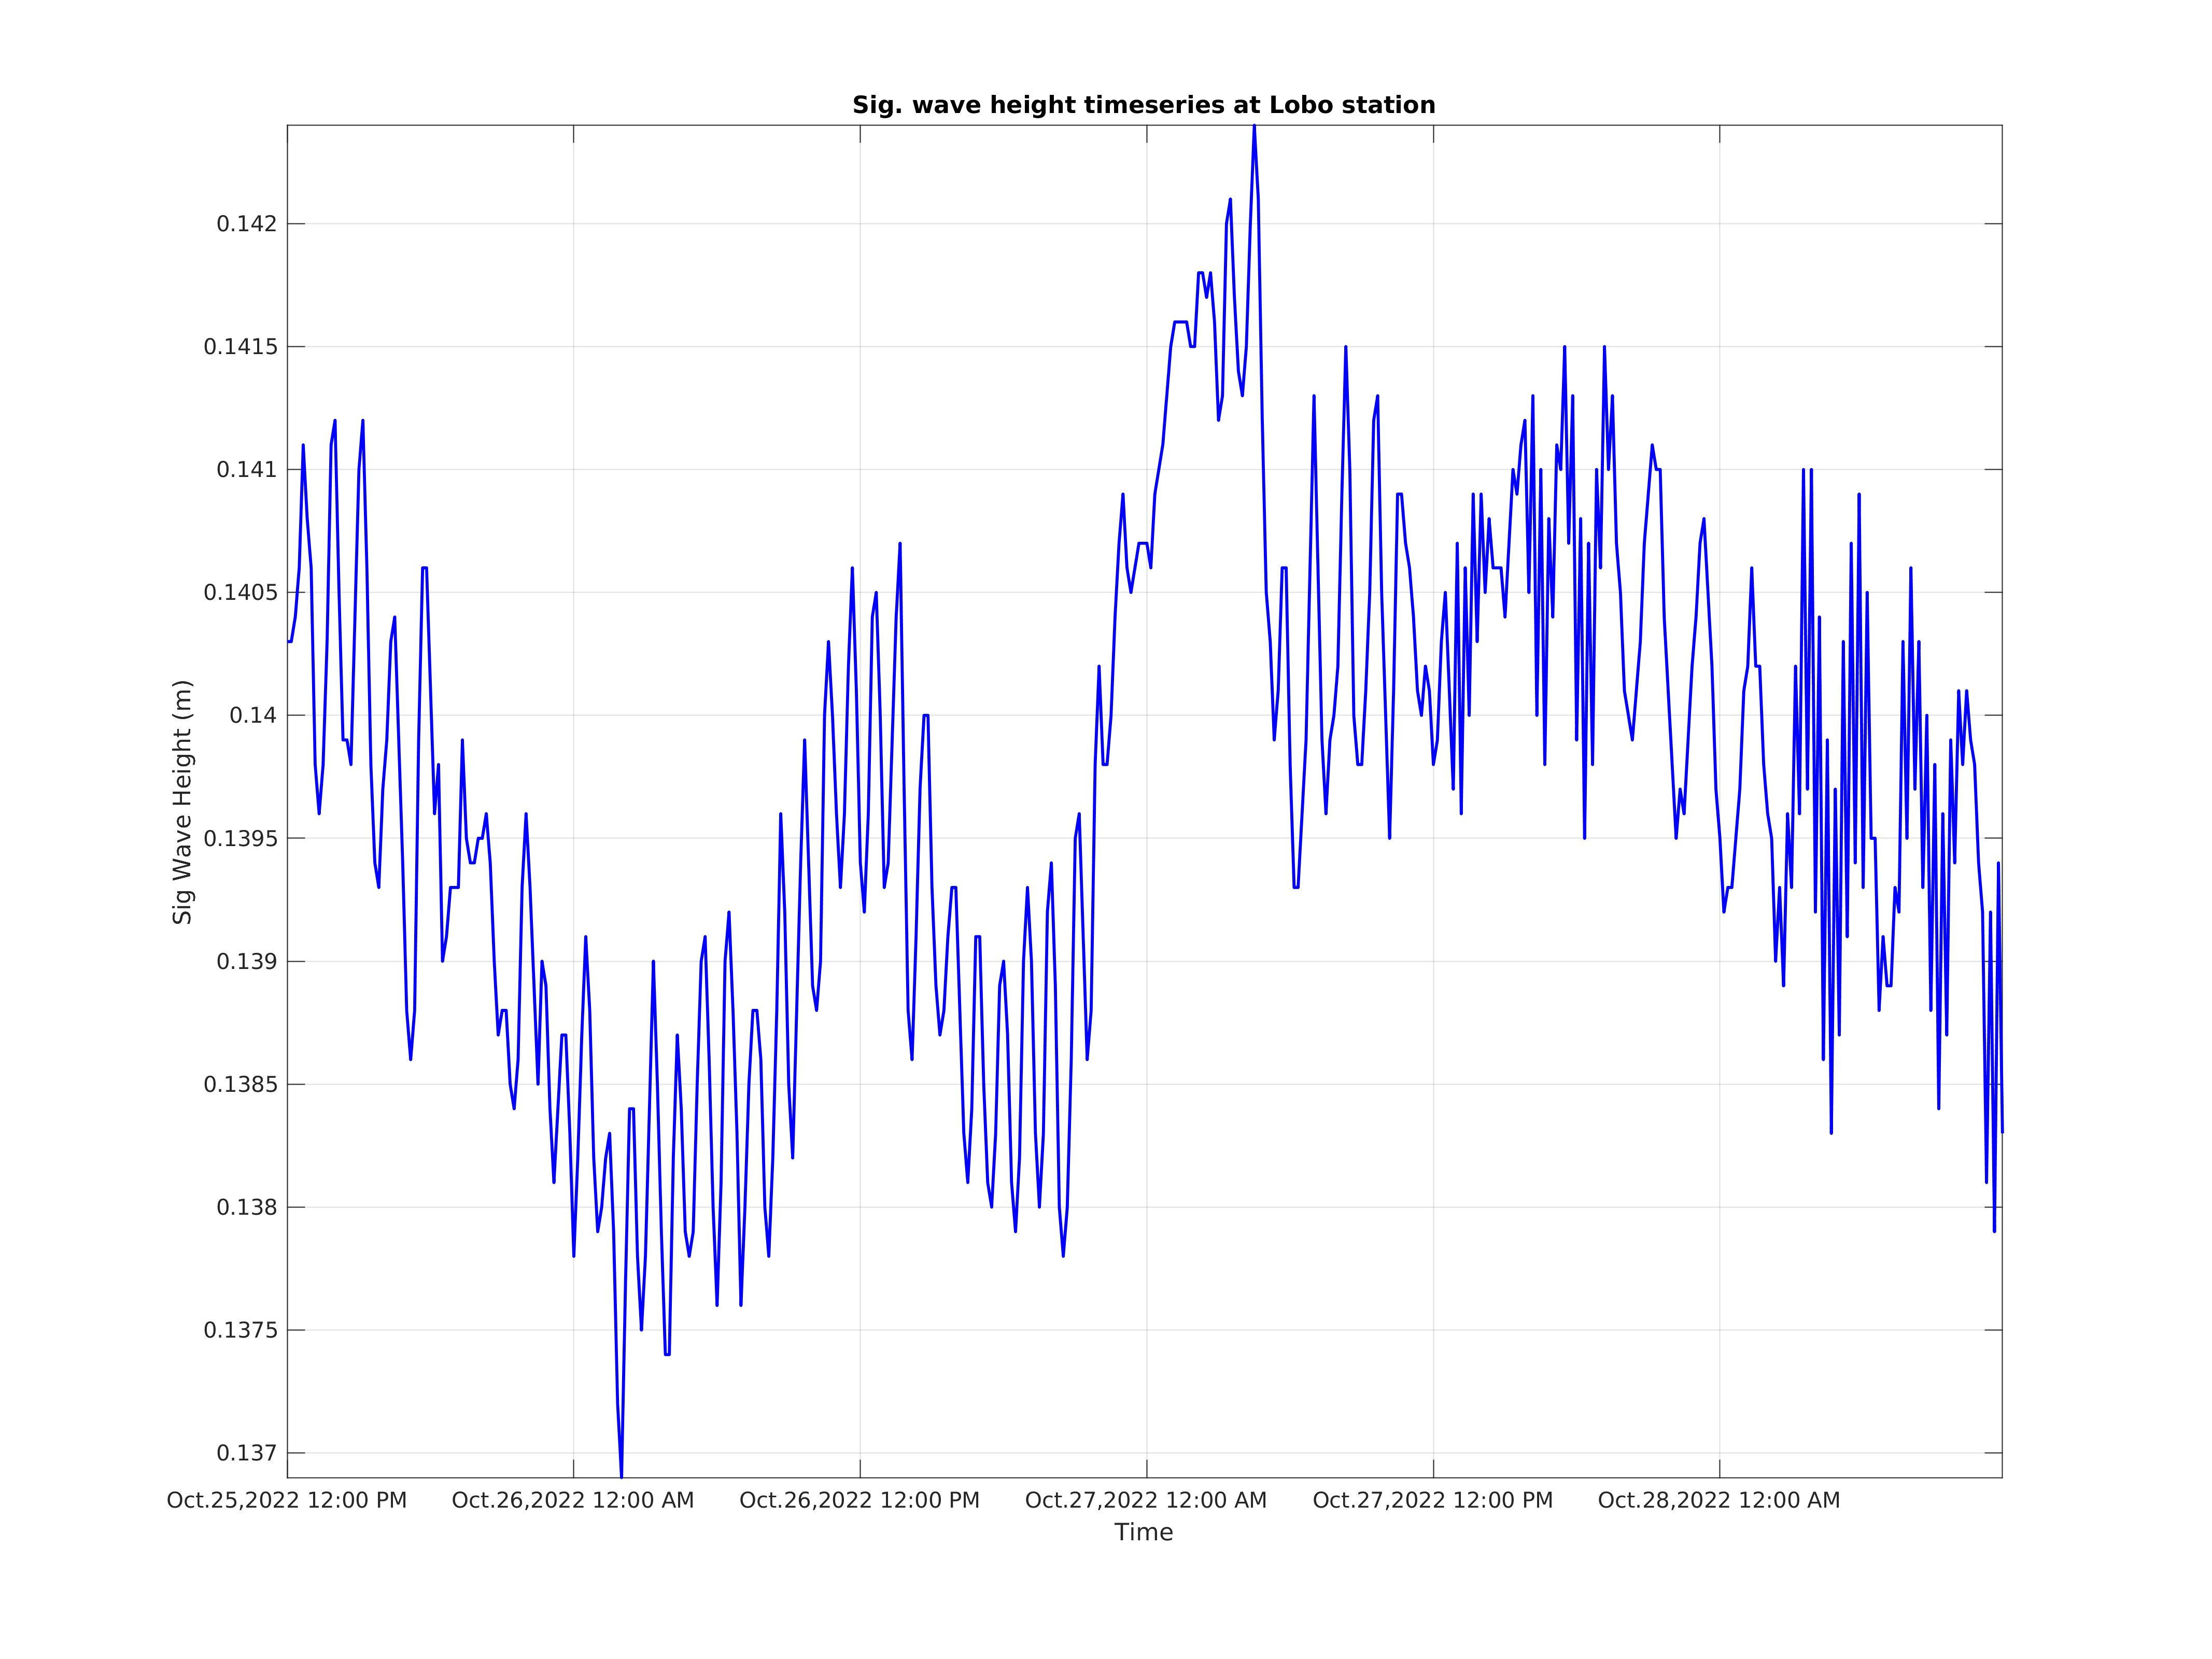 Sig. wave height timeseries at Lobo station
0.142
0.1415
0.141
0.1405
0.14
0.1395
0.139
0.1385
0.138
0.1375
0.137
Sig Wave Height (m)
Oct.25,2022 12:00 PM
Oct.26,2022 12:00 AM
Oct.26,2022 12:00 PM
Oct.27,2022 12:00 AM
Oct.27,2022 12:00 PM
Oct.28,2022 12:00 AM
Time